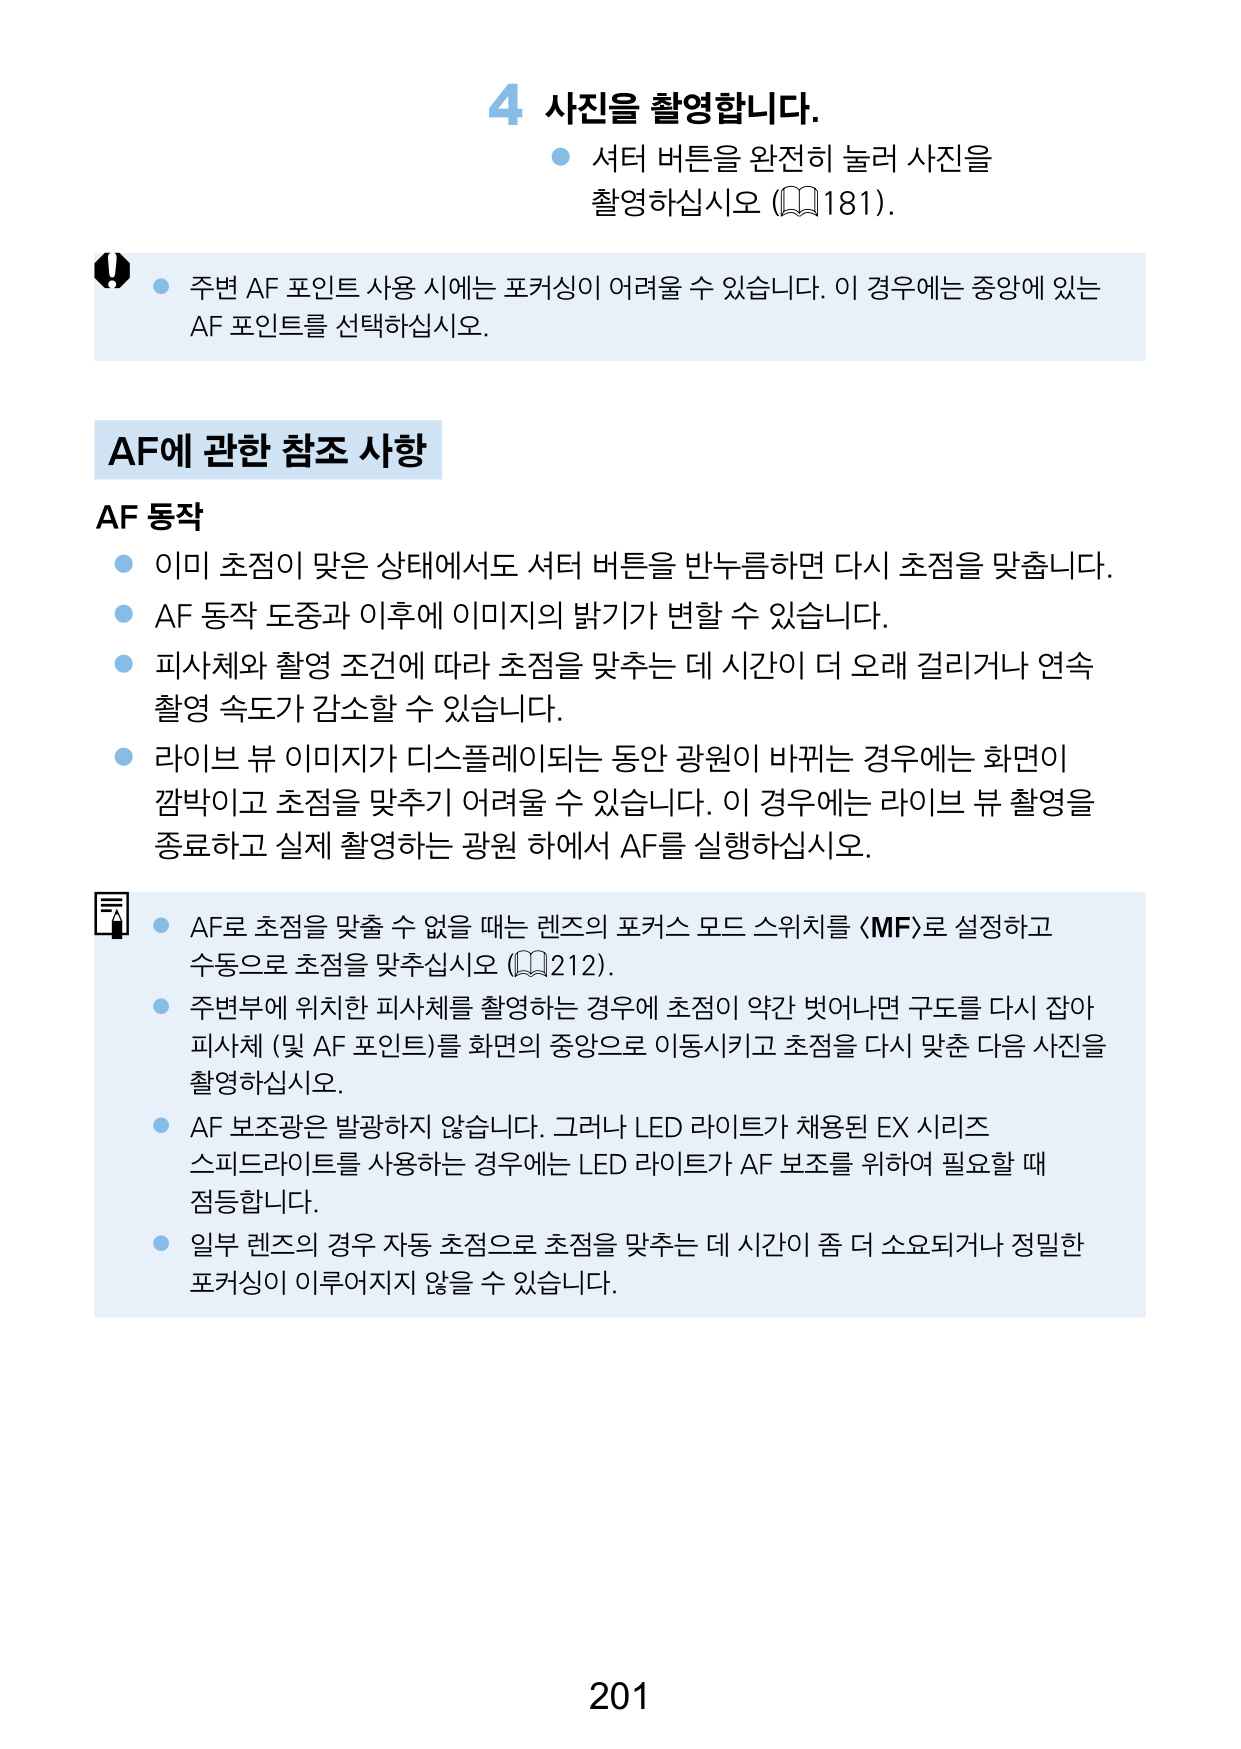 4 사진을 촬영합니다.
● 셔터 버튼을 완전히 눌러 사진을
촬영하십시오 (181).
● 주변 AF 포인트 사용 시에는 포커싱이 어려울 수 있습니다. 이 경우에는 중앙에 있는
AF 포인트를 선택하십시오.
AF에 관한 참조 사항
AF 동작
● 이미 초점이 맞은 상태에서도 셔터 버튼을 반누름하면 다시 초점을 맞춥니다.
● AF 동작 도중과 이후에 이미지의 밝기가 변할 수 있습니다.
● 피사체와 촬영 조건에 따라 초점을 맞추는 데 시간이 더 오래 걸리거나 연속
촬영 속도가 감소할 수 있습니다.
● 라이브 뷰 이미지가 디스플레이되는 동안 광원이 바뀌는 경우에는 화면이
깜박이고 초점을 맞추기 어려울 수 있습니다. 이 경우에는 라이브 뷰 촬영을
종료하고 실제 촬영하는 광원 하에서 AF를 실행하십시오.
● AF로 초점을 맞출 수 없을 때는 렌즈의 포커스 모드 스위치를 〈MF〉로 설정하고
수동으로 초점을 맞추십시오 (212).
● 주변부에 위치한 피사체를 촬영하는 경우에 초점이 약간 벗어나면 구도를 다시 잡아
피사체 (및 AF 포인트)를 화면의 중앙으로 이동시키고 초점을 다시 맞춘 다음 사진을
촬영하십시오.
● AF 보조광은 발광하지 않습니다. 그러나 LED 라이트가 채용된 EX 시리즈
스피드라이트를 사용하는 경우에는 LED 라이트가 AF 보조를 위하여 필요할 때
점등합니다.
● 일부 렌즈의 경우 자동 초점으로 초점을 맞추는 데 시간이 좀 더 소요되거나 정밀한
포커싱이 이루어지지 않을 수 있습니다.
201